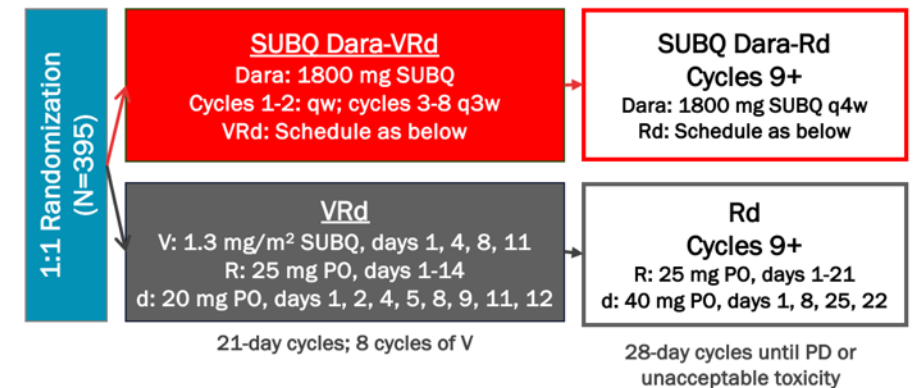 1:1 Randomization
(N=395)
SUBQ Dara-VRd
Dara: 1800 mg SUBQ
Cycles 1-2: qw; cycles 3-8 q3w
VRd: Schedule as below
SUBQ Dara-Rd
Cycles 9+
Dara: 1800 mg SUBQ q4w
Rd: Schedule as below
VRd
V: 1.3 mg/m² SUBQ, days 1, 4, 8, 11
R: 25 mg PO, days 1-14
d: 20 mg PO, days 1, 2, 4, 5, 8, 9, 11, 12
Rd
Cycles 9+
R: 25 mg PO, days 1-21
d: 40 mg PO, days 1, 8, 25, 22
21-day cycles; 8 cycles of V
28-day cycles until PD or
unacceptable toxicity